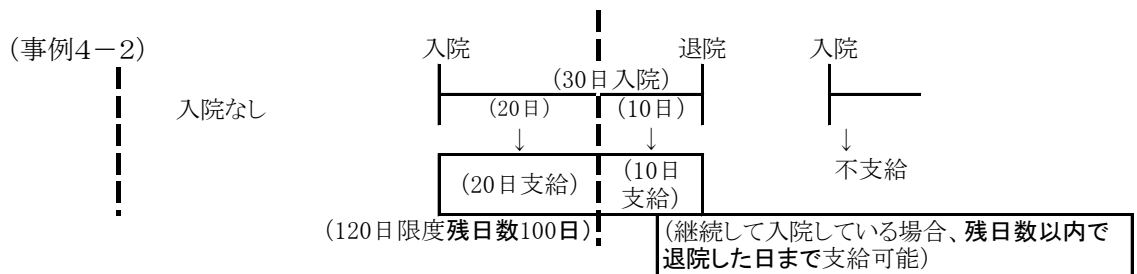 (事例4-2)
入院
退院
入院
(30日入院)
入院なし
(20日)
(10日)
↓
↓
↓
不支給
(20日支給)
(10日
支給)
(120日限度残日数100日)
(継続して入院している場合、残日数以内で
退院した日まで支給可能)